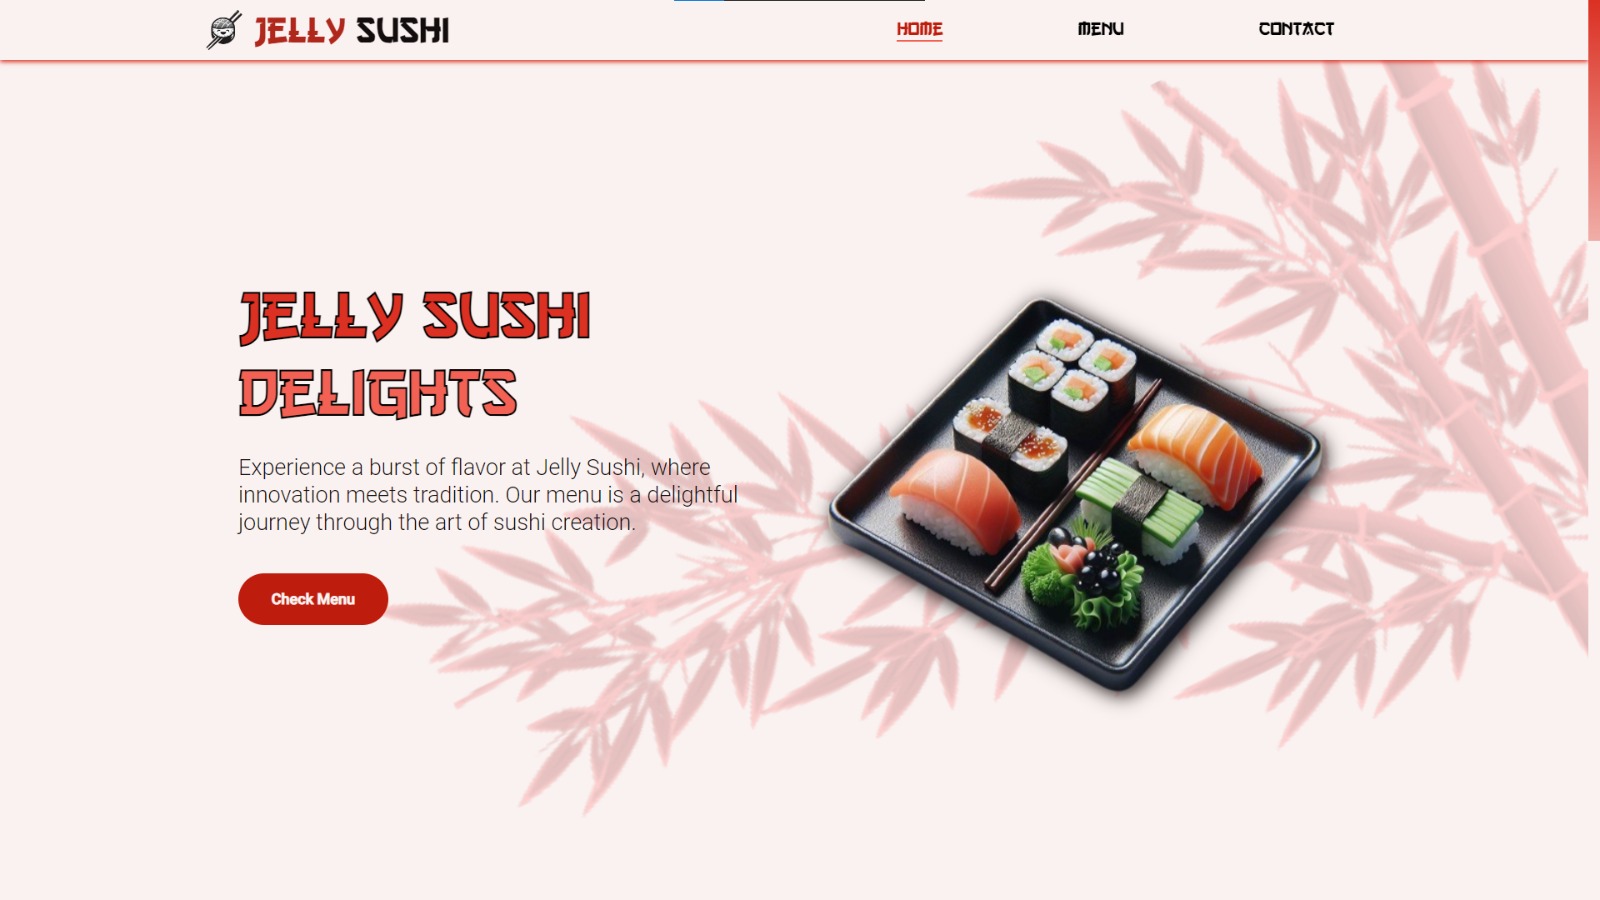 JELLY SUSHI
HOME
MENU
CONTACT
JELLY SUSHI
DELIGHTS
Experience a burst of flavor at Jelly Sushi, where
innovation meets tradition. Our menu is a delightful
journey through the art of sushi creation.
Check Menu